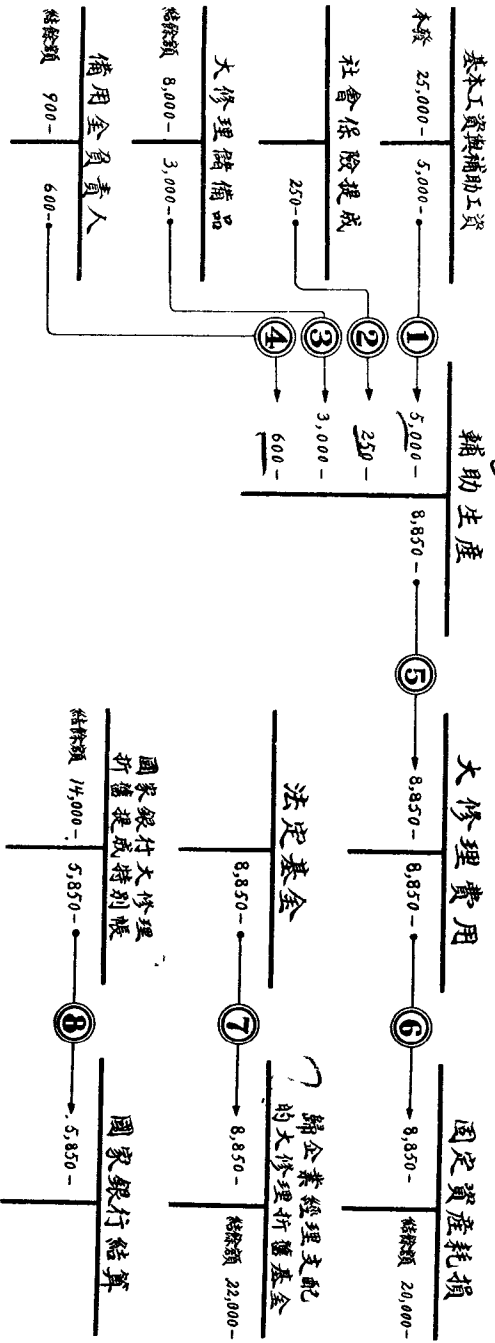 基本工資與補助工資
本發 25,000- 5,000-
社會保險提成
250-
大修理儲備品
結餘額 8,000- 3,000-
備用金負責人
結餘額 900- 600-
①
②
③
④
輔助生産
5,000- 8,850-
250-
3,000-
600-
⑤
大修理費用
8,850- 8,850-
⑥
固定資産耗損
8,850- 結餘額 20,000-
法定基金
8,850-
⑦
歸企業經理支配
的大修理折舊基金
8,850- 結餘額 22,000-
國家銀行大修理
折舊提成特別帳
結餘額 14,000- 5,850-
⑧
國家銀行結算
5,850-